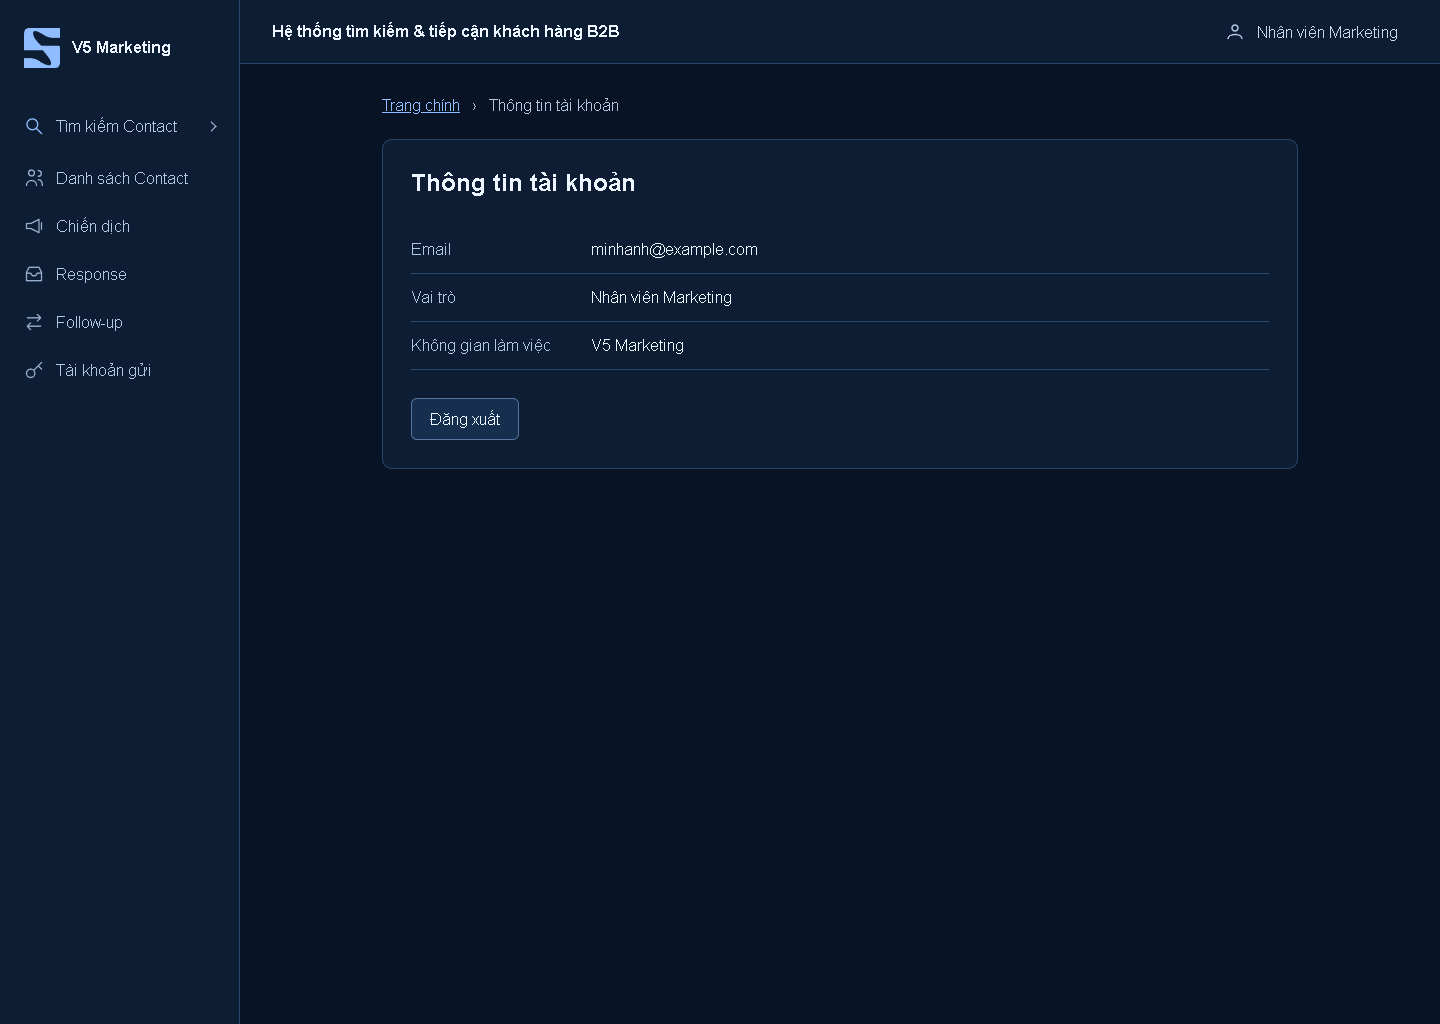 V5 Marketing
Tìm kiếm Contact
Danh sách Contact
Chiến dịch
Response
Follow-up
Tài khoản gửi
Hệ thống tìm kiếm & tiếp cận khách hàng B2B
Nhân viên Marketing
Trang chính › Thông tin tài khoản
Thông tin tài khoản
Email minhanh@example.com
Vai trò Nhân viên Marketing
Không gian làm việc V5 Marketing
Đăng xuất